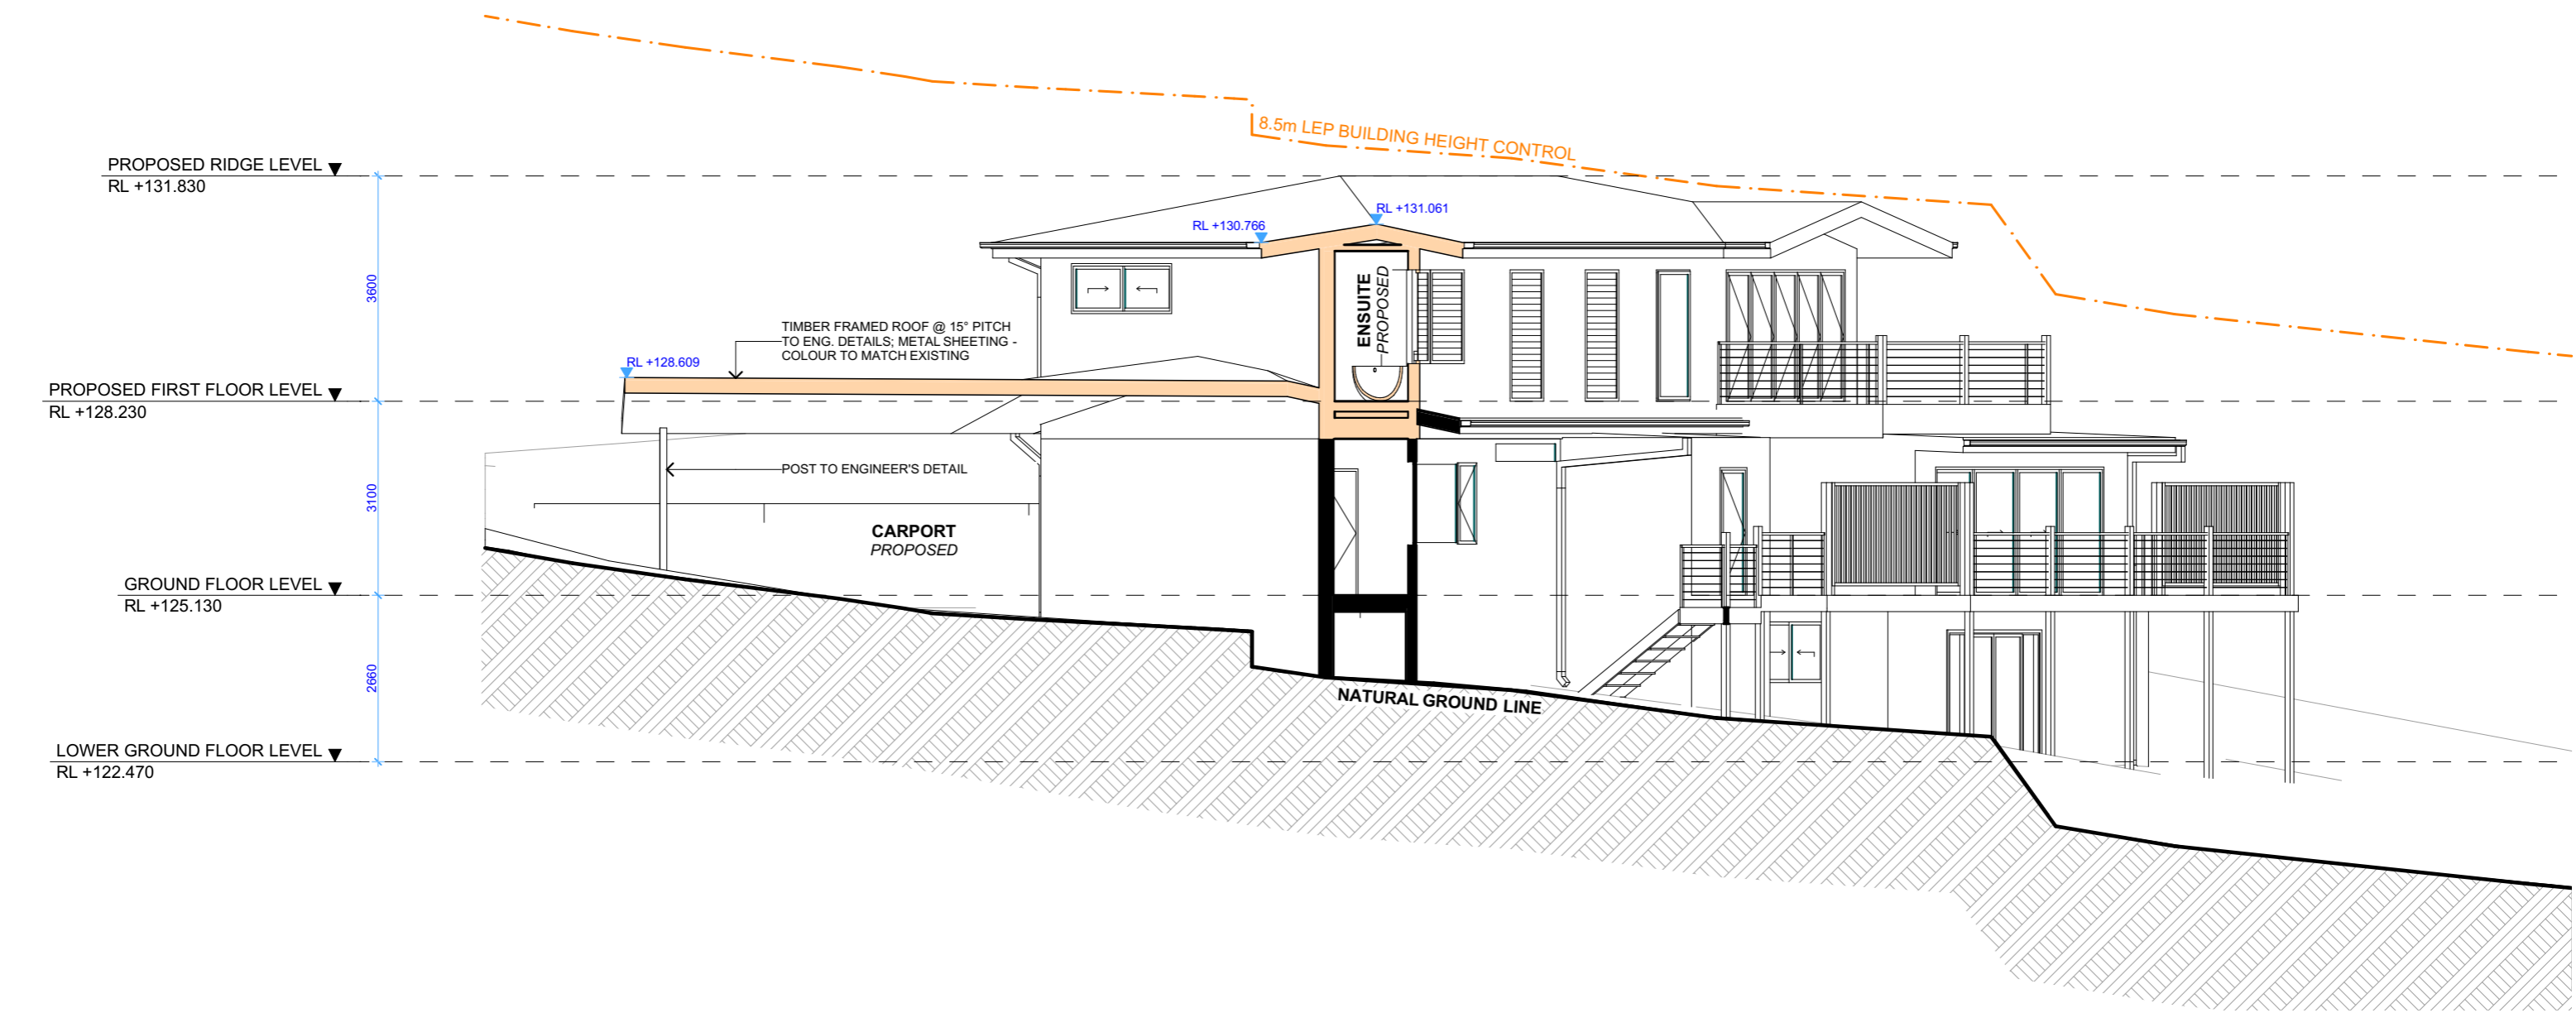 8.5m LEP BUILDING HEIGHT CONTROL
PROPOSED RIDGE LEVEL
RL +131.830
RL +131.061
RL +130.766
3600
ENSUITE
PROPOSED
TIMBER FRAMED ROOF @ 15° PITCH
TO ENG. DETAILS; METAL SHEETING -
COLOUR TO MATCH EXISTING
RL +128.609
PROPOSED FIRST FLOOR LEVEL
RL +128.230
POST TO ENGINEER'S DETAIL
3100
CARPORT
PROPOSED
GROUND FLOOR LEVEL
RL +125.130
2660
NATURAL GROUND LINE
LOWER GROUND FLOOR LEVEL
RL +122.470